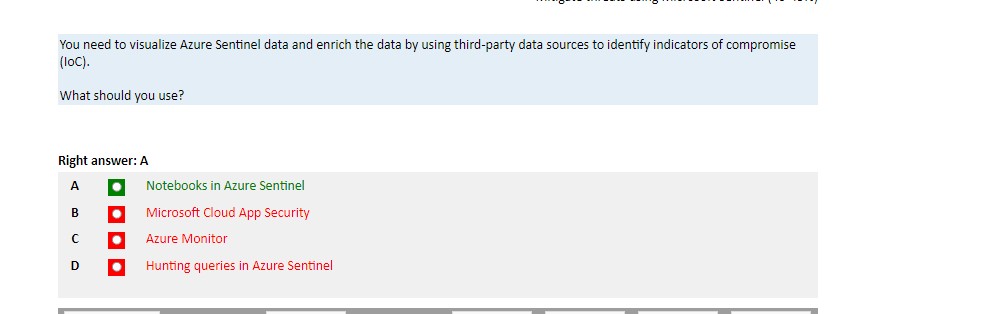 You need to visualize Azure Sentinel data and enrich the data by using third-party data sources to identify indicators of compromise
(IoC).
What should you use?
Right answer: A
A Notebooks in Azure Sentinel
B Microsoft Cloud App Security
C Azure Monitor
D Hunting queries in Azure Sentinel